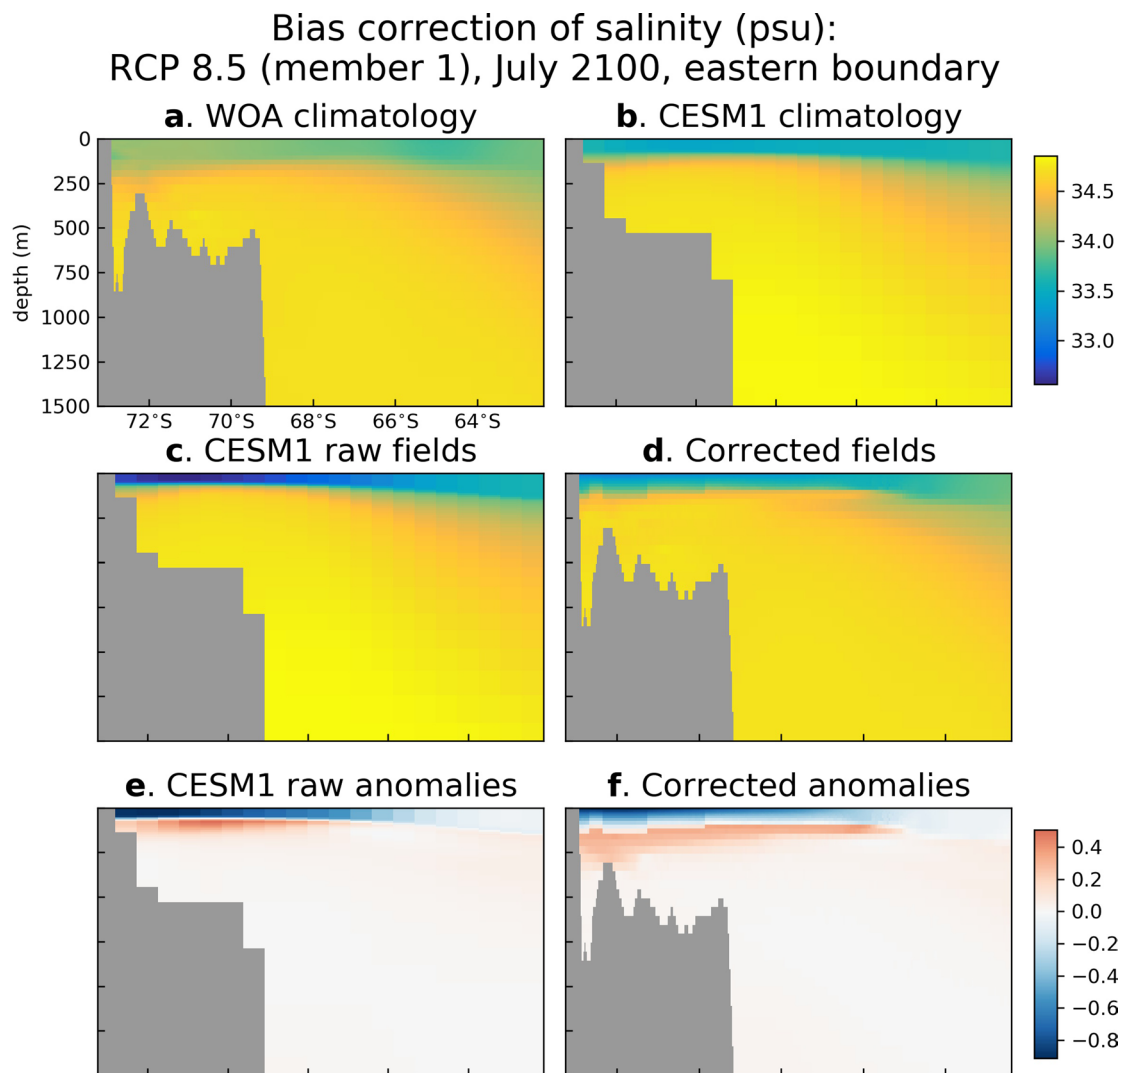 Bias correction of salinity (psu):
RCP 8.5 (member 1), July 2100, eastern boundary
a. WOA climatology
b. CESM1 climatology
0
250
500
750
1000
1250
1500
depth (m)
72°S
70°S
68°S
66°S
64°S
34.5
34.0
33.5
33.0
c. CESM1 raw fields
d. Corrected fields
e. CESM1 raw anomalies
f. Corrected anomalies
0.4
0.2
0.0
−0.2
−0.4
−0.6
−0.8